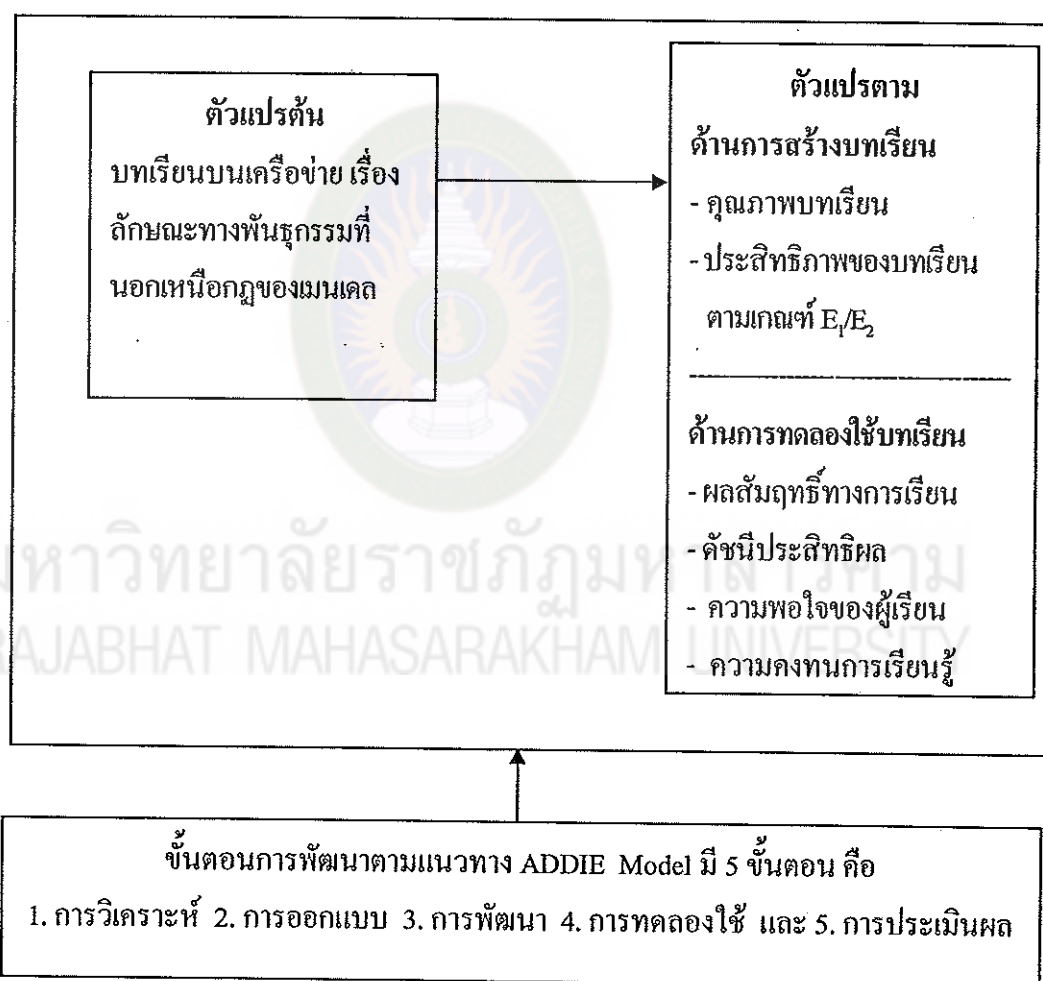 ตัวแปรต้น
บทเรียนบนเครือข่าย เรื่อง
ลักษณะทางพันธุกรรมที่
นอกเหนือกฎของเมนเดล
ตัวแปรตาม
ด้านการสร้างบทเรียน
- คุณภาพบทเรียน
- ประสิทธิภาพของบทเรียน
ตามเกณฑ์ E₁/E₂
ด้านการทดลองใช้บทเรียน
- ผลสัมฤทธิ์ทางการเรียน
- ดัชนีประสิทธิผล
- ความพอใจของผู้เรียน
- ความคงทนการเรียนรู้
มหาวิทยาลัยราชภัฏมหาสารคาม
RAJABHAT MAHASARAKHAM UNIVERSITY
ขั้นตอนการพัฒนาตามแนวทาง ADDIE Model มี 5 ขั้นตอน คือ
1. การวิเคราะห์ 2. การออกแบบ 3. การพัฒนา 4. การทดลองใช้ และ 5. การประเมินผล